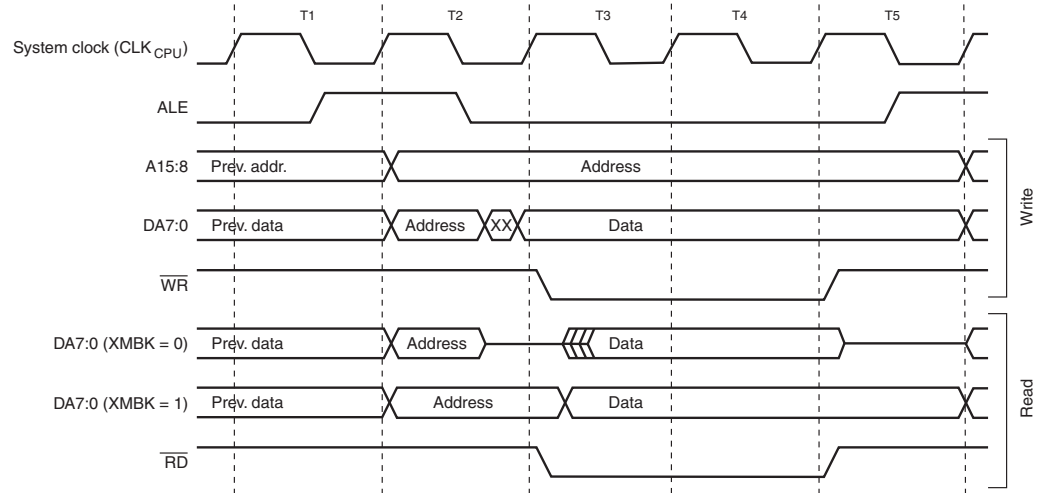 T1 T2 T3 T4 T5
System clock (CLK CPU)
ALE
A15:8 Prev. addr. Address
DA7:0 Prev. data Address XX Data
WR
Write
DA7:0 (XMBK = 0) Prev. data Address Data
DA7:0 (XMBK = 1) Prev. data Address Data
RD
Read